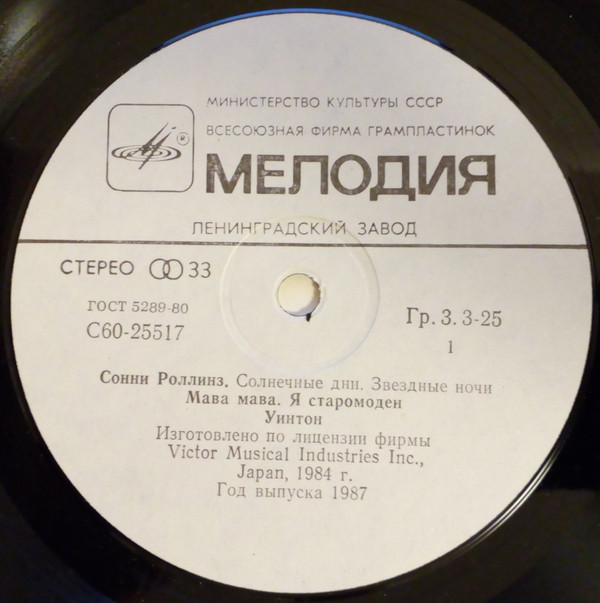 МИНИСТЕРСТВО КУЛЬТУРЫ СССР
ВСЕСОЮЗНАЯ ФИРМА ГРАМПЛАСТИНОК
®
МЕЛОДИЯ
ЛЕНИНГРАДСКИЙ ЗАВОД
СТЕРЕО 33
ГОСТ 5289-80
С60-25517
Гр. 3. 3-25
1
Сонни Роллинз. Солнечные дни. Звездные ночи
Мава мава. Я старомоден
Уинтон
Изготовлено по лицензии фирмы
Victor Musical Industries Inc.,
Japan, 1984 г.
Год выпуска 1987